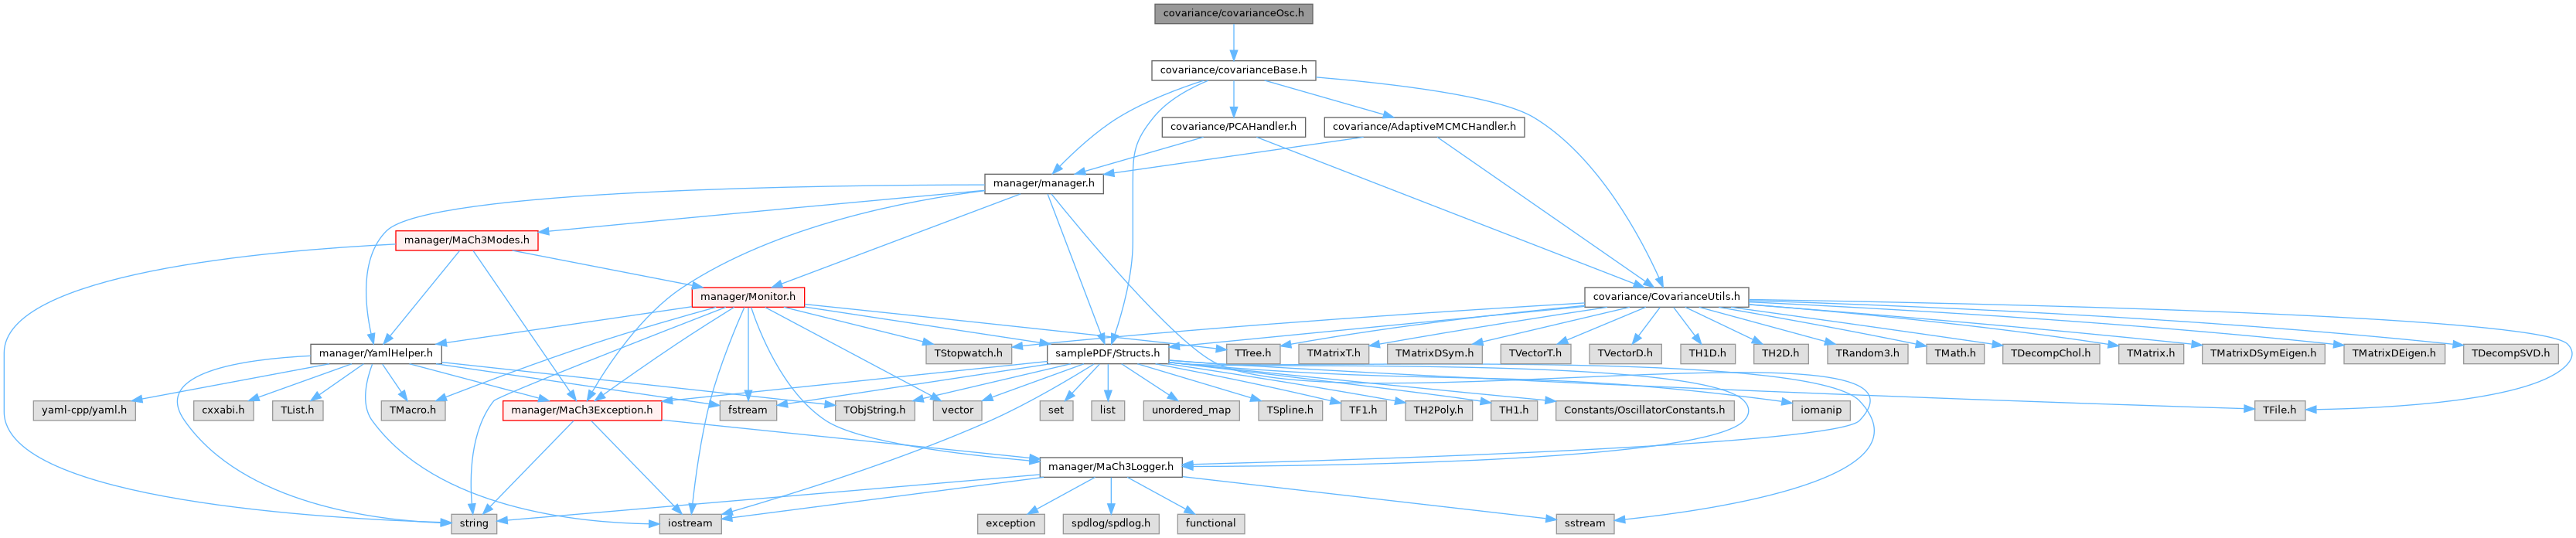 covariance/covarianceOsc.h
covariance/covarianceBase.h
covariance/PCAHandler.h
covariance/AdaptiveMCMCHandler.h
manager/manager.h
manager/MaCh3Modes.h
manager/Monitor.h
covariance/CovarianceUtils.h
manager/YamlHelper.h
TStopwatch.h
samplePDF/Structs.h
TTree.h
TMatrixT.h
TMatrixDSym.h
TVectorT.h
TVectorD.h
TH1D.h
TH2D.h
TRandom3.h
TMath.h
TDecompChol.h
TMatrix.h
TMatrixDSymEigen.h
TMatrixDEigen.h
TDecompSVD.h
yaml-cpp/yaml.h
cxxabi.h
TList.h
TMacro.h
manager/MaCh3Exception.h
fstream
TObjString.h
vector
set
list
unordered_map
TSpline.h
TF1.h
TH2Poly.h
TH1.h
Constants/OscillatorConstants.h
iomanip
TFile.h
manager/MaCh3Logger.h
string
iostream
exception
spdlog/spdlog.h
functional
sstream